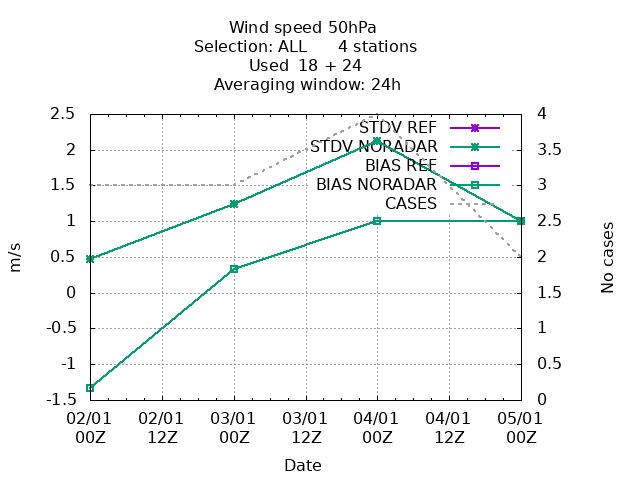 Wind speed 50hPa
Selection: ALL      4 stations
Used  18 + 24
Averaging window: 24h
2.5
2
1.5
1
0.5
0
-0.5
-1
-1.5
m/s
STDV REF
STDV NORADAR
BIAS REF
BIAS NORADAR
CASES
4
3.5
3
2.5
2
1.5
1
0.5
0
No cases
02/01 02/01 03/01 03/01 04/01 04/01 05/01
00Z 12Z 00Z 12Z 00Z 12Z 00Z
Date